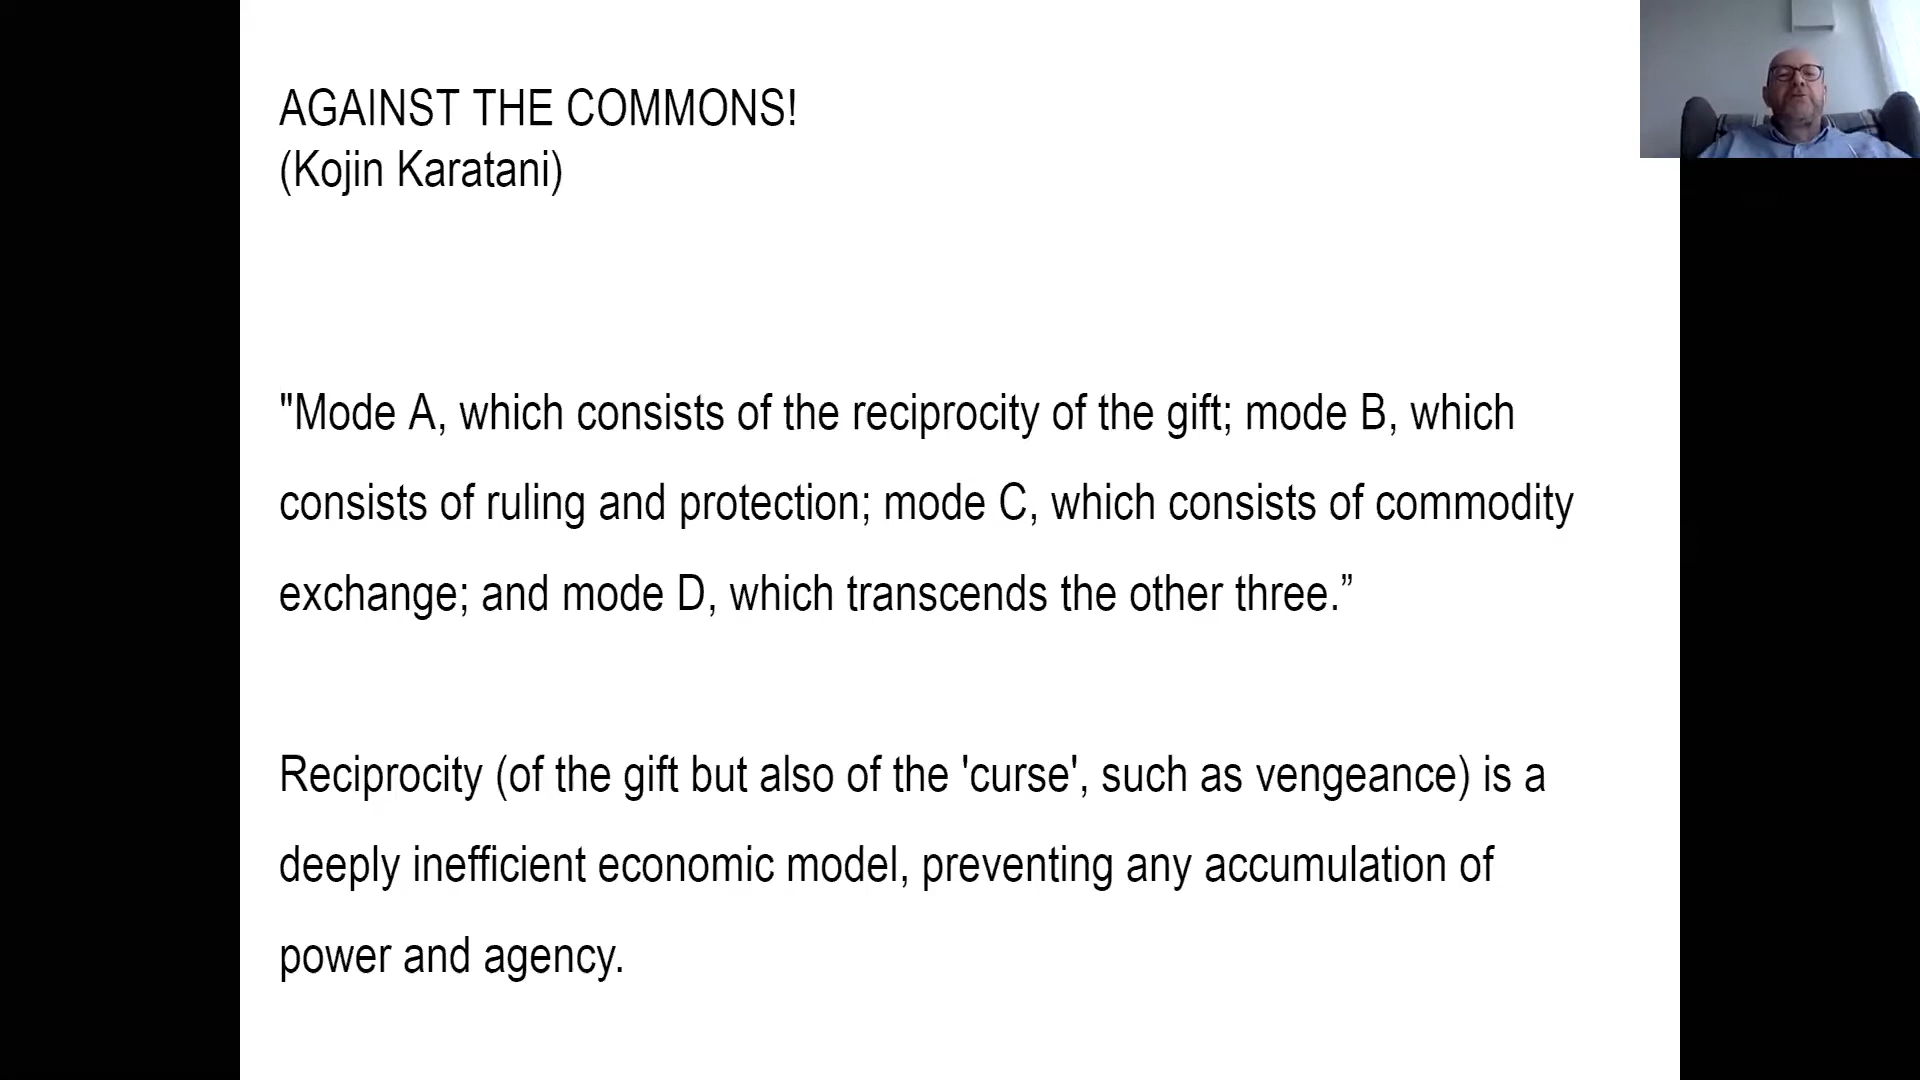 AGAINST THE COMMONS!
(Kojin Karatani)
"Mode A, which consists of the reciprocity of the gift; mode B, which
consists of ruling and protection; mode C, which consists of commodity
exchange; and mode D, which transcends the other three.”
Reciprocity (of the gift but also of the 'curse', such as vengeance) is a
deeply inefficient economic model, preventing any accumulation of
power and agency.